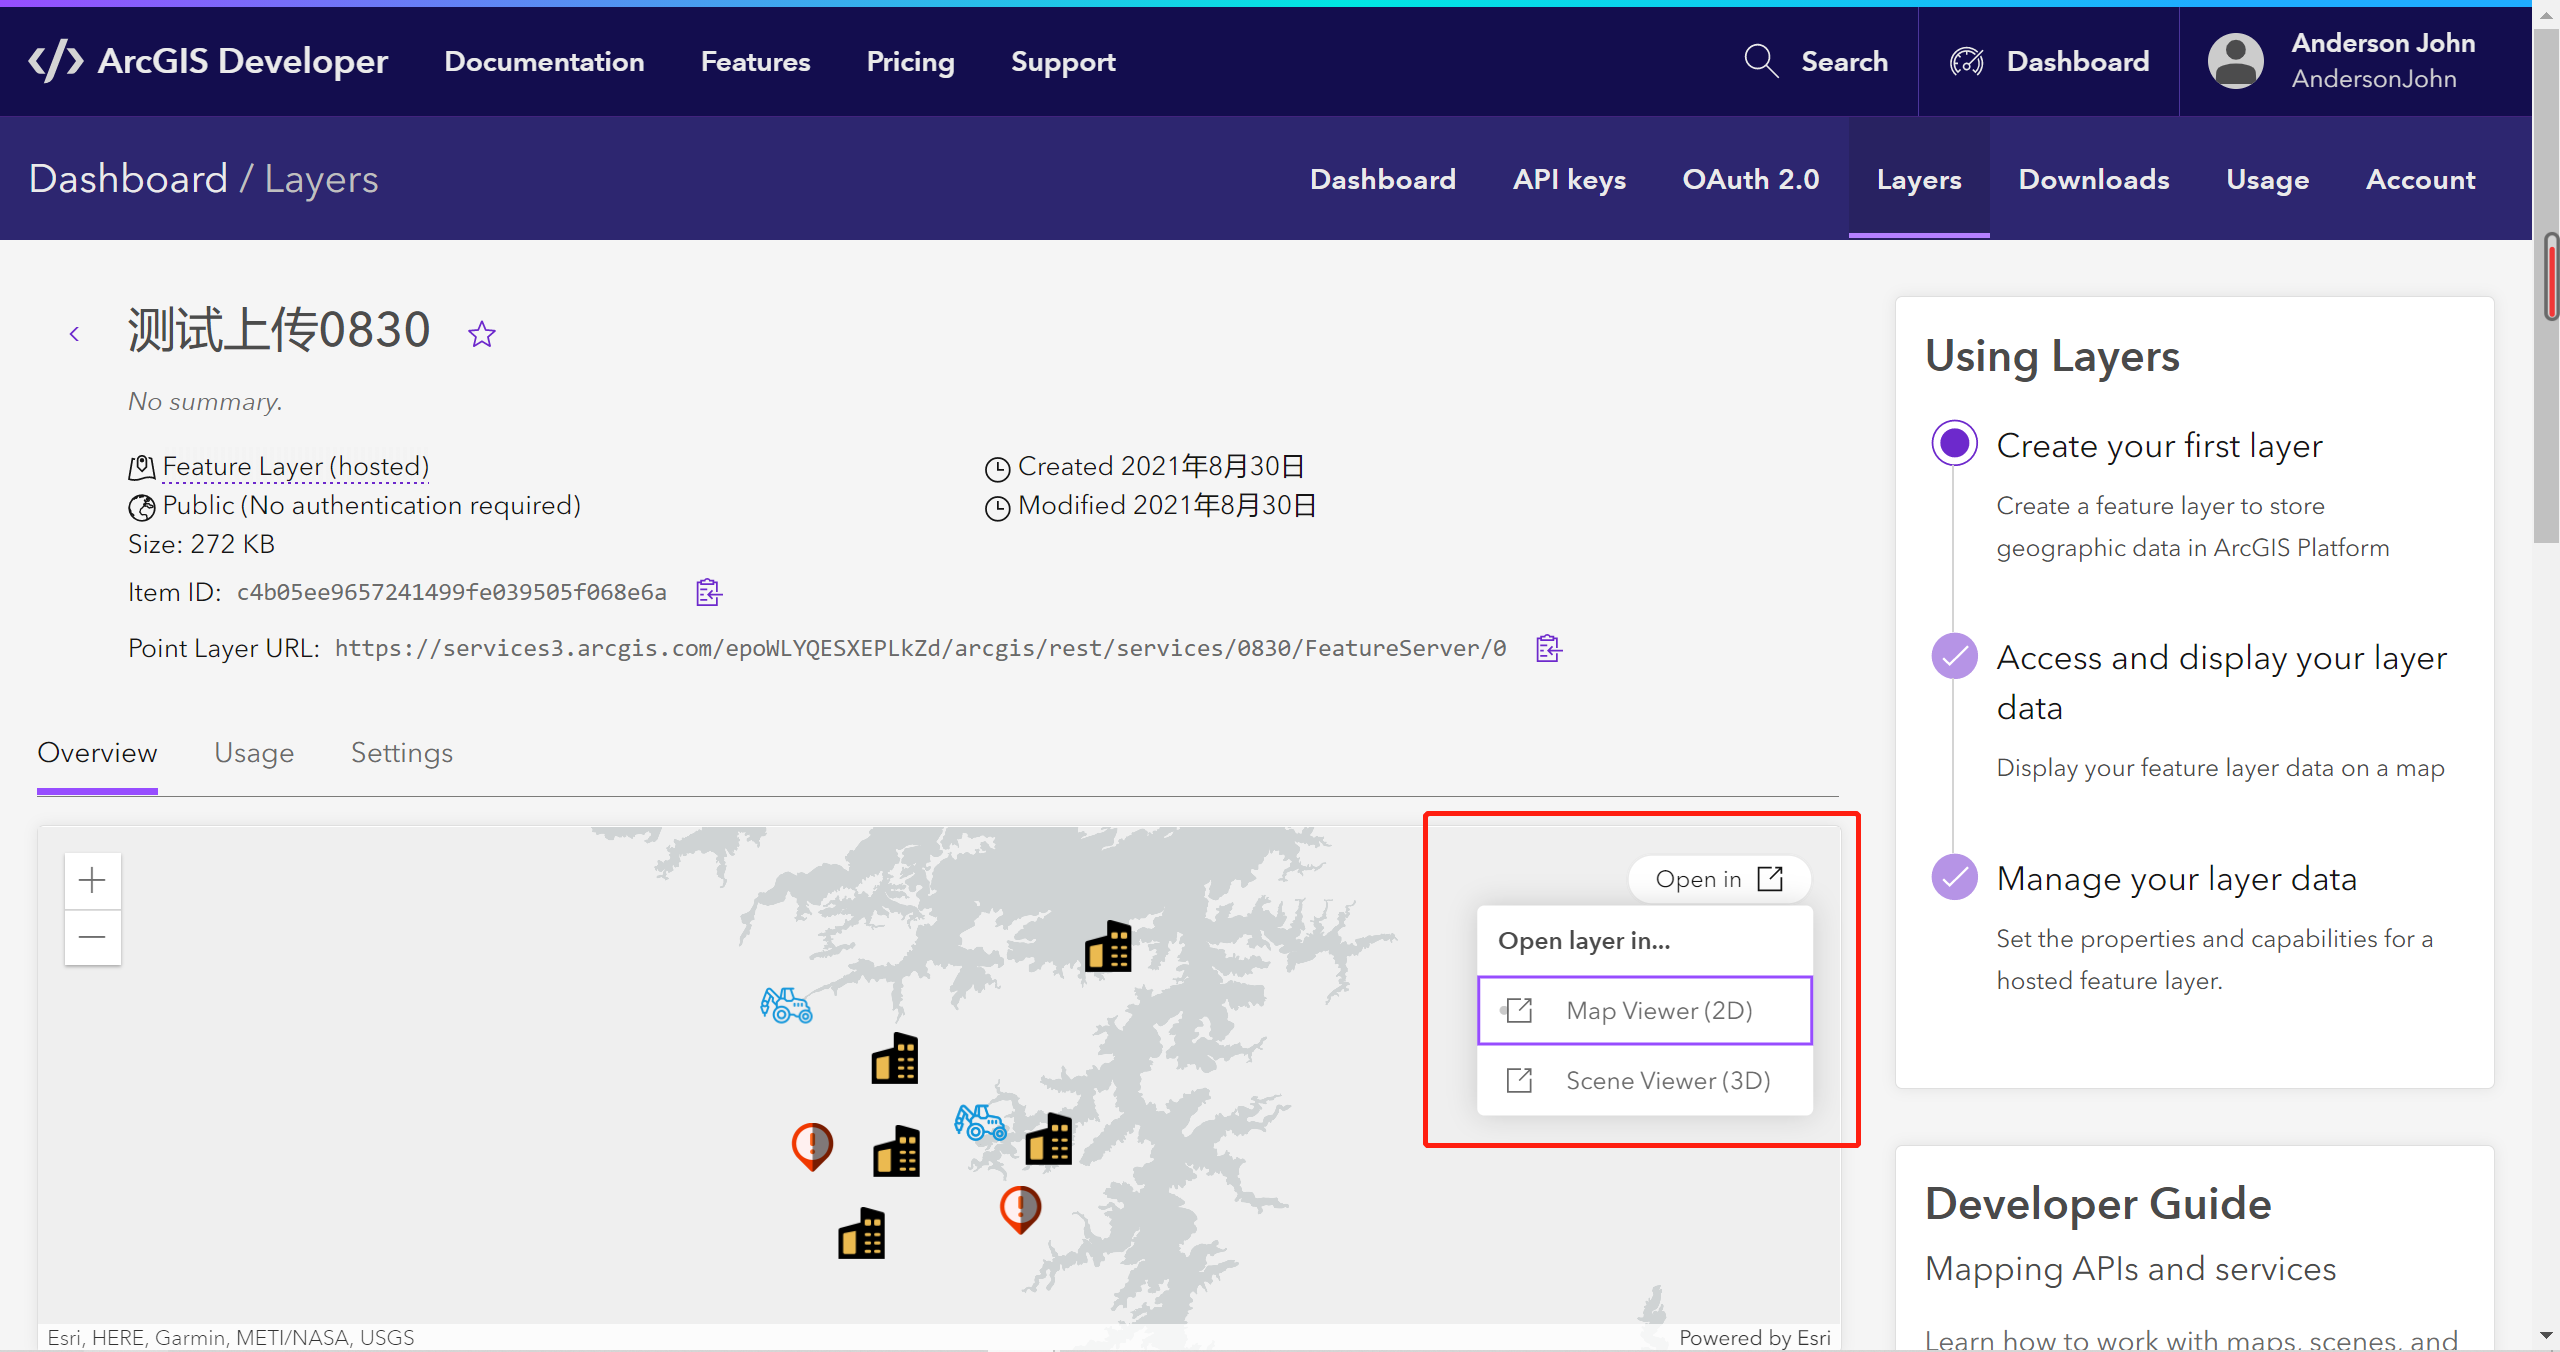 ArcGIS Developer Documentation Features Pricing Support Search Dashboard Anderson John
AndersonJohn
Dashboard / Layers Dashboard API keys OAuth 2.0 Layers Downloads Usage Account
测试上传0830
No summary.
Feature Layer (hosted) Created 2021年8月30日
Public (No authentication required) Modified 2021年8月30日
Size: 272 KB
Item ID: c4b05ee9657241499fe039505f068e6a
Point Layer URL: https://services3.arcgis.com/epoWLYQESXEPLkZd/arcgis/rest/services/0830/FeatureServer/0
Overview Usage Settings
Open in
Open layer in...
Map Viewer (2D)
Scene Viewer (3D)
Esri, HERE, Garmin, METI/NASA, USGS Powered by Esri
Using Layers
Create your first layer
Create a feature layer to store
geographic data in ArcGIS Platform
Access and display your layer
data
Display your feature layer data on a map
Manage your layer data
Set the properties and capabilities for a
hosted feature layer.
Developer Guide
Mapping APIs and services
Learn how to work with maps, scenes, and